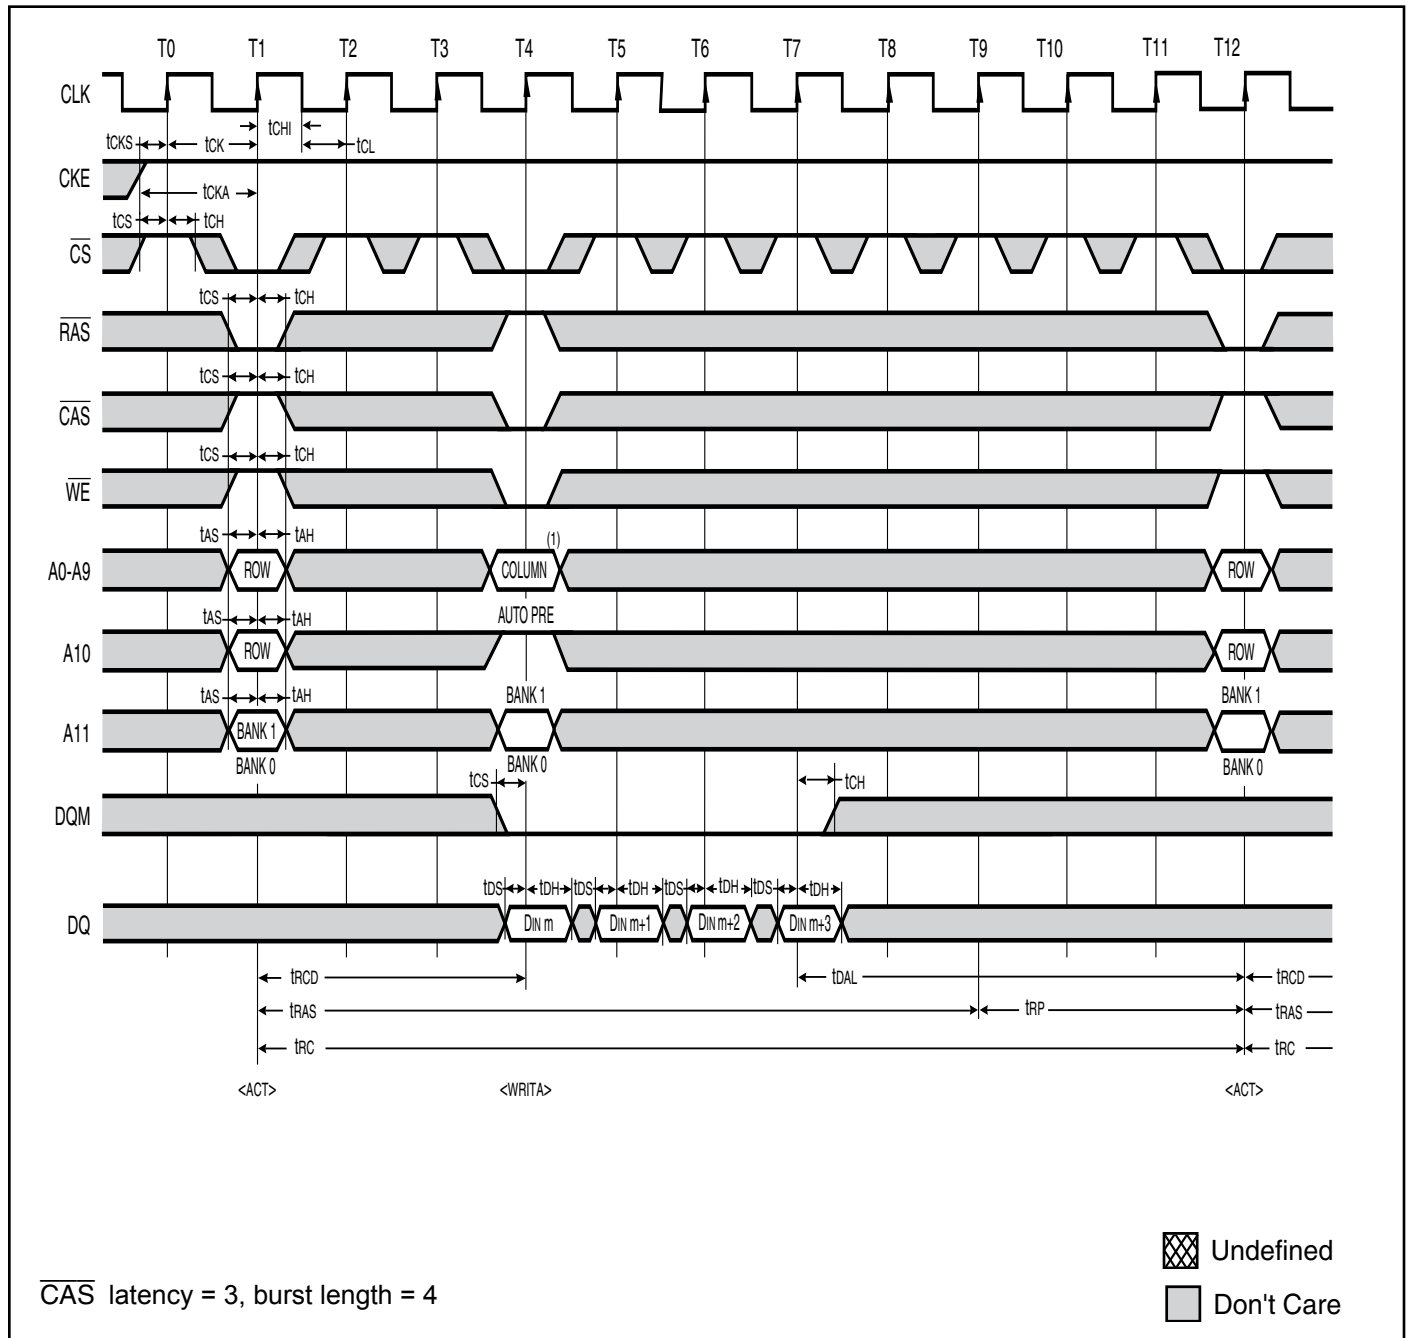 T0 T1 T2 T3 T4 T5 T6 T7 T8 T9 T10 T11 T12
CLK
tCHI
tCKS tCK tCL
CKE
tCKA
tCS tCH
CS
tCS tCH
RAS
tCS tCH
CAS
tCS tCH
WE
tAS tAH (1)
A0-A9 ROW COLUMN ROW
tAS tAH AUTO PRE
A10 ROW ROW
tAS tAH BANK 1 BANK 1
A11 BANK 1
BANK 0 BANK 0 BANK 0
tCS tCH
DQM
tDS tDH tDS tDH tDS tDH tDS tDH
DQ DIN m DIN m+1 DIN m+2 DIN m+3
tRCD tDAL tRCD
tRAS tRP tRAS
tRC tRC
<ACT> <WRITA> <ACT>
Undefined
CAS latency = 3, burst length = 4
Don't Care